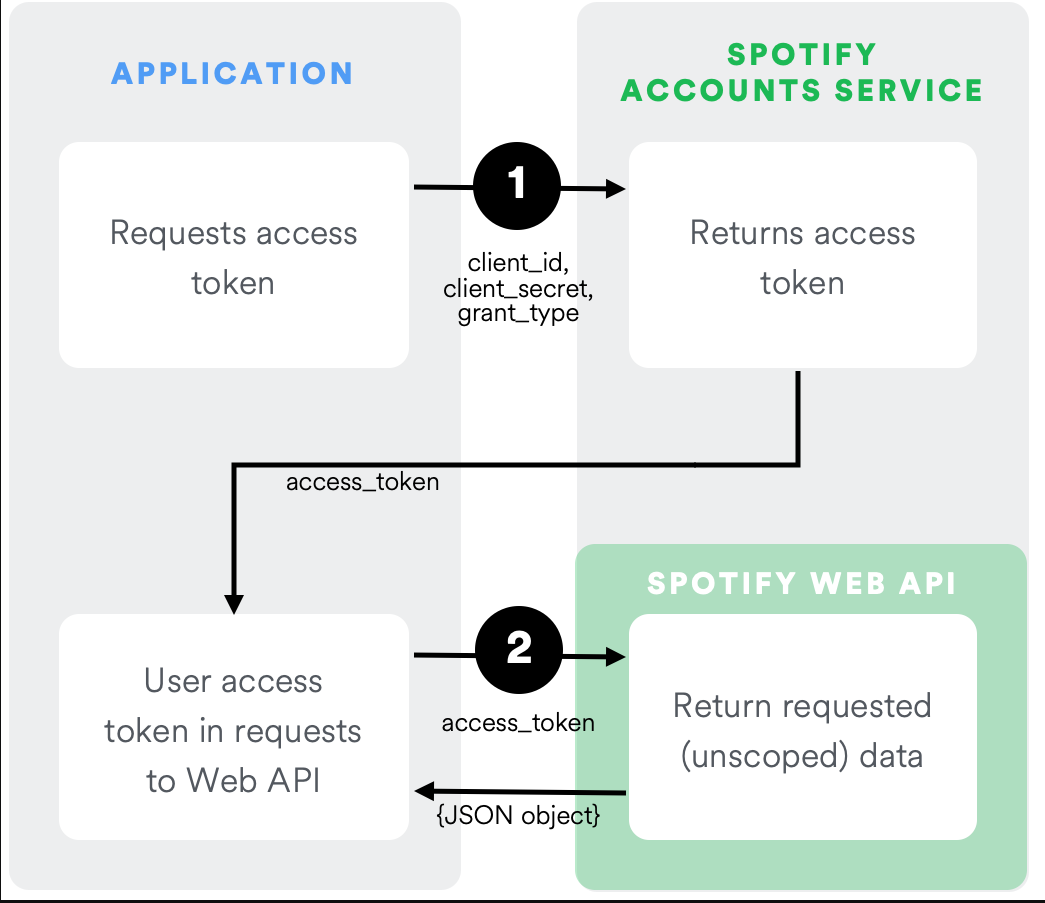 APPLICATION
SPOTIFY
ACCOUNTS SERVICE
Requests access
token
1
client_id,
client_secret,
grant_type
Returns access
token
access_token
SPOTIFY WEB API
User access
token in requests
to Web API
2
access_token
{JSON object}
Return requested
(unscoped) data